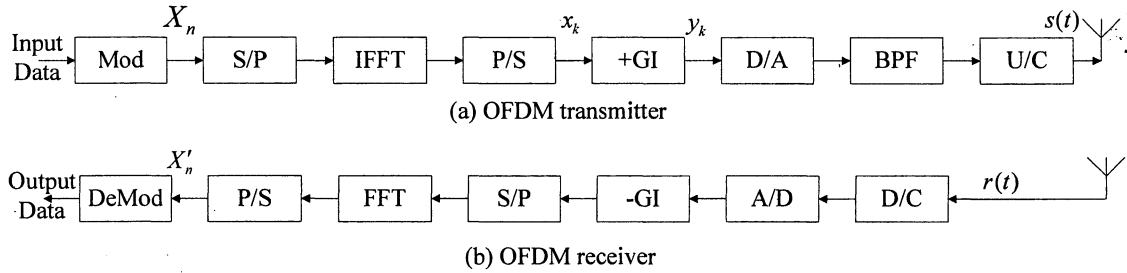 X_n x_k y_k s(t)
Input Data Mod S/P IFFT P/S +GI D/A BPF U/C
(a) OFDM transmitter
X'_n r(t)
Output Data DeMod P/S FFT S/P -GI A/D D/C
(b) OFDM receiver